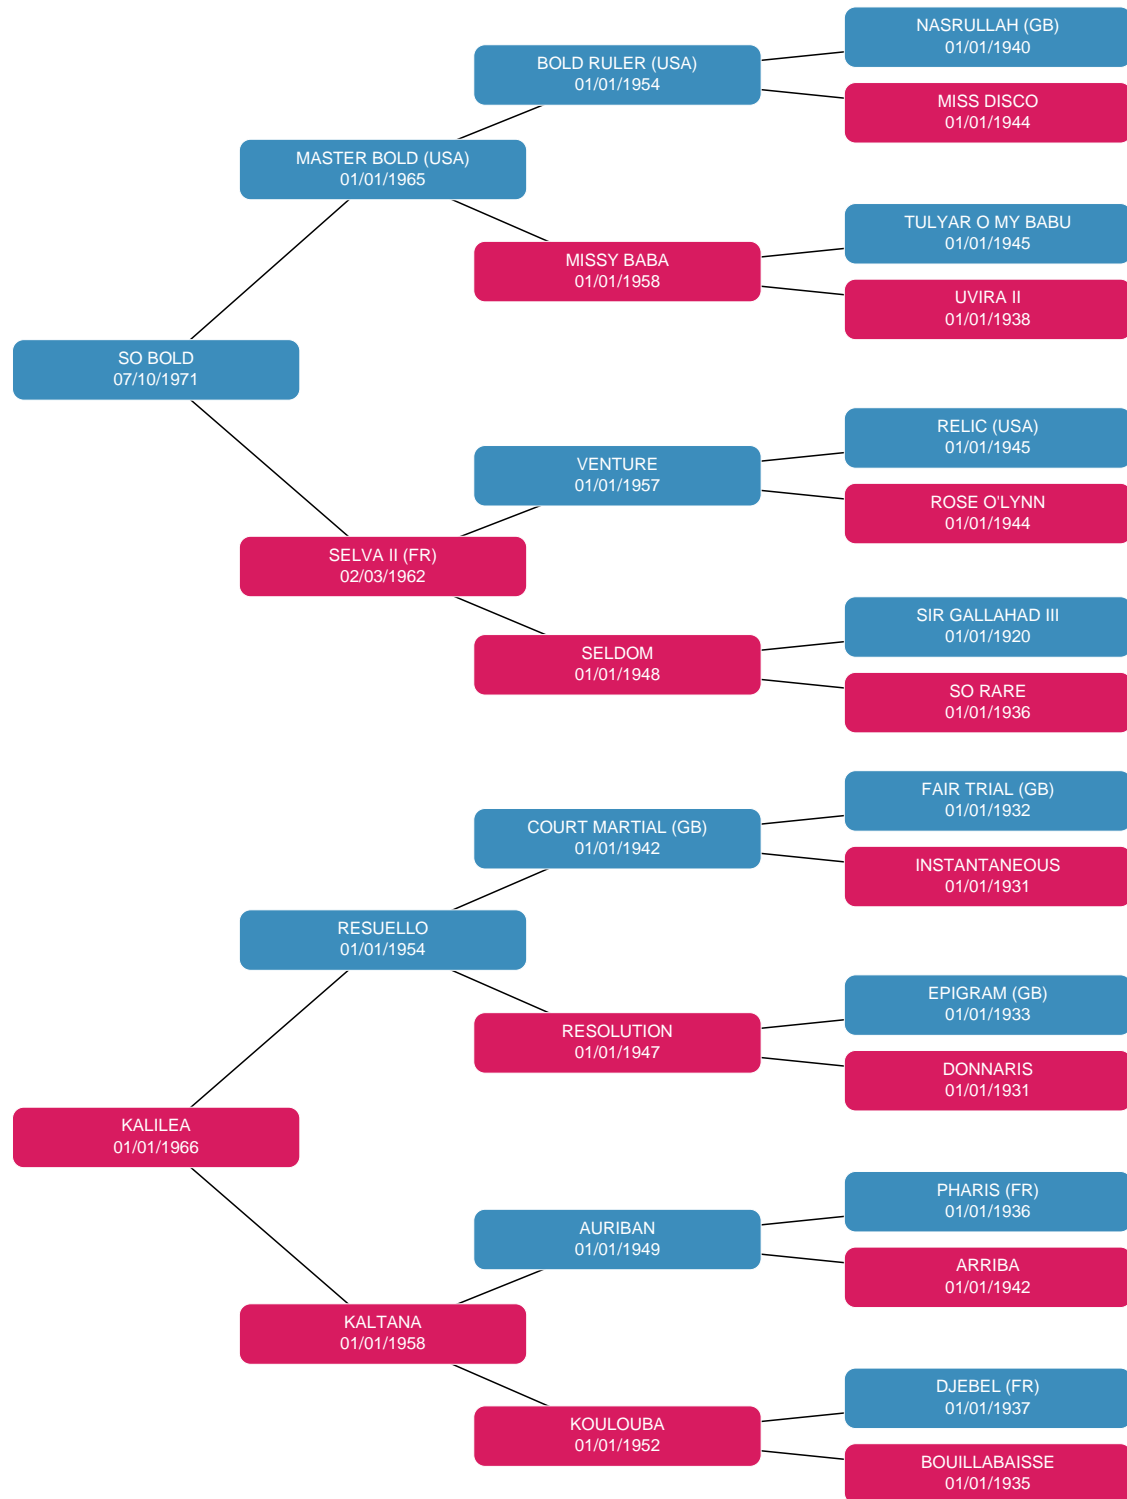 NASRULLAH (GB)
01/01/1940
BOLD RULER (USA)
01/01/1954
MISS DISCO
01/01/1944
MASTER BOLD (USA)
01/01/1965
TULYAR O MY BABU
01/01/1945
MISSY BABA
01/01/1958
UVIRA II
01/01/1938
SO BOLD
07/10/1971
RELIC (USA)
01/01/1945
VENTURE
01/01/1957
ROSE O'LYNN
01/01/1944
SELVA II (FR)
02/03/1962
SIR GALLAHAD III
01/01/1920
SELDOM
01/01/1948
SO RARE
01/01/1936
FAIR TRIAL (GB)
01/01/1932
COURT MARTIAL (GB)
01/01/1942
INSTANTANEOUS
01/01/1931
RESUELLO
01/01/1954
EPIGRAM (GB)
01/01/1933
RESOLUTION
01/01/1947
DONNARIS
01/01/1931
KALILEA
01/01/1966
PHARIS (FR)
01/01/1936
AURIBAN
01/01/1949
ARRIBA
01/01/1942
KALTANA
01/01/1958
DJEBEL (FR)
01/01/1937
KOULOUBA
01/01/1952
BOUILLABAISSE
01/01/1935